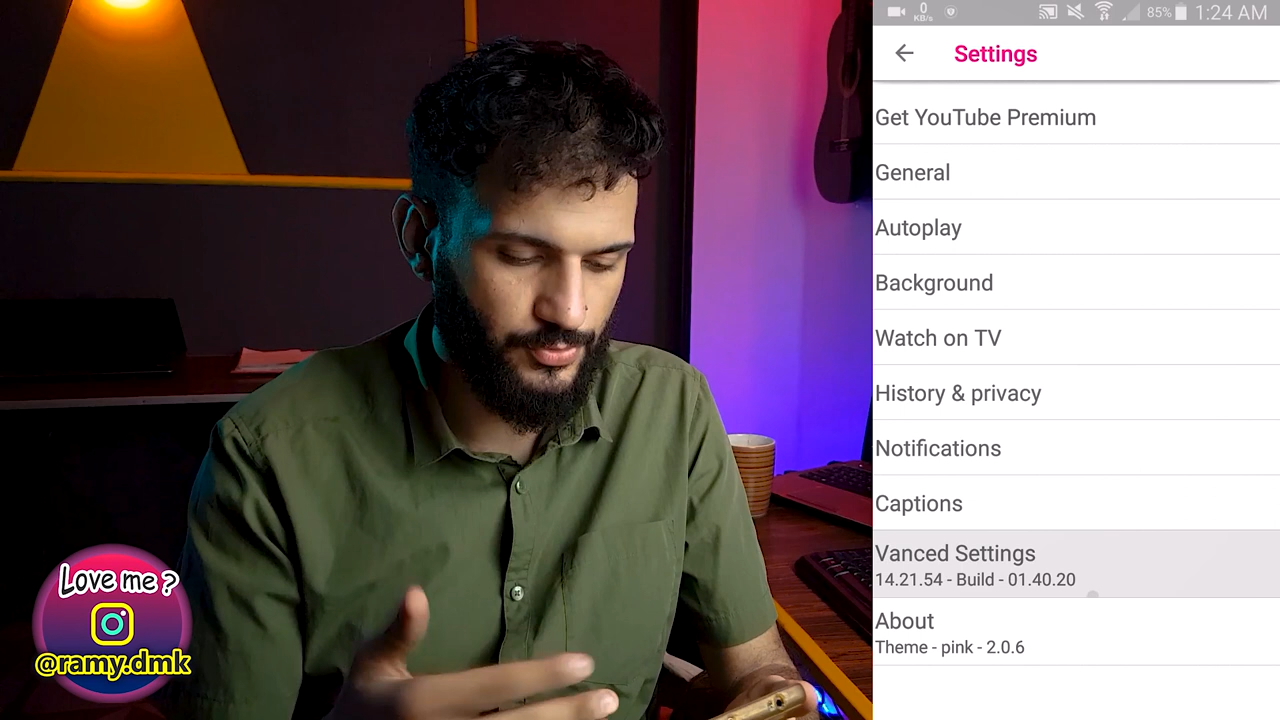 0
KB/s
85%
1:24 AM
Settings
Get YouTube Premium
General
Autoplay
Background
Watch on TV
History & privacy
Notifications
Captions
Vanced Settings
14.21.54 - Build - 01.40.20
About
Theme - pink - 2.0.6
Love me ?
@ramy.dmk